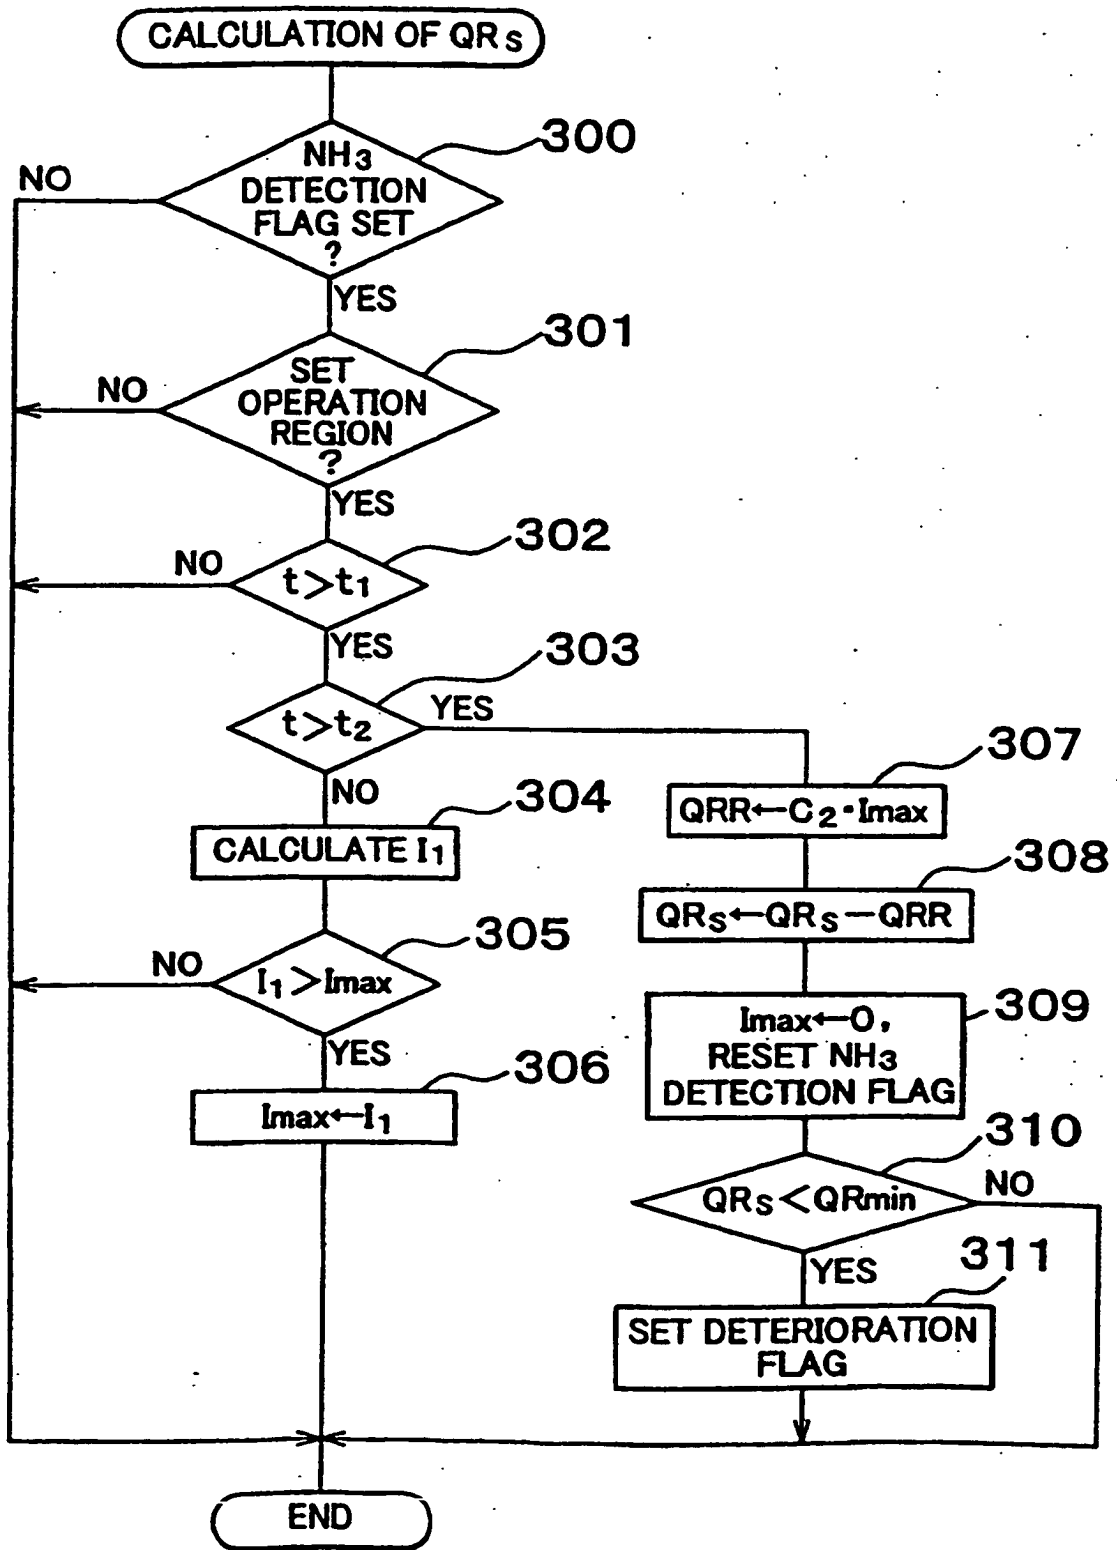 CALCULATION OF QRS
300
NH3
DETECTION
FLAG SET
?
NO
YES
301
SET
OPERATION
REGION
?
NO
YES
302
t>t1
NO
YES
303
t>t2
YES
NO
304
CALCULATE I1
305
I1>Imax
NO
YES
306
Imax←I1
307
QRR←C2·Imax
308
QRS←QRS−QRR
309
Imax←0,
RESET NH3
DETECTION FLAG
310
QRS<QRmin
NO
YES
311
SET DETERIORATION
FLAG
END